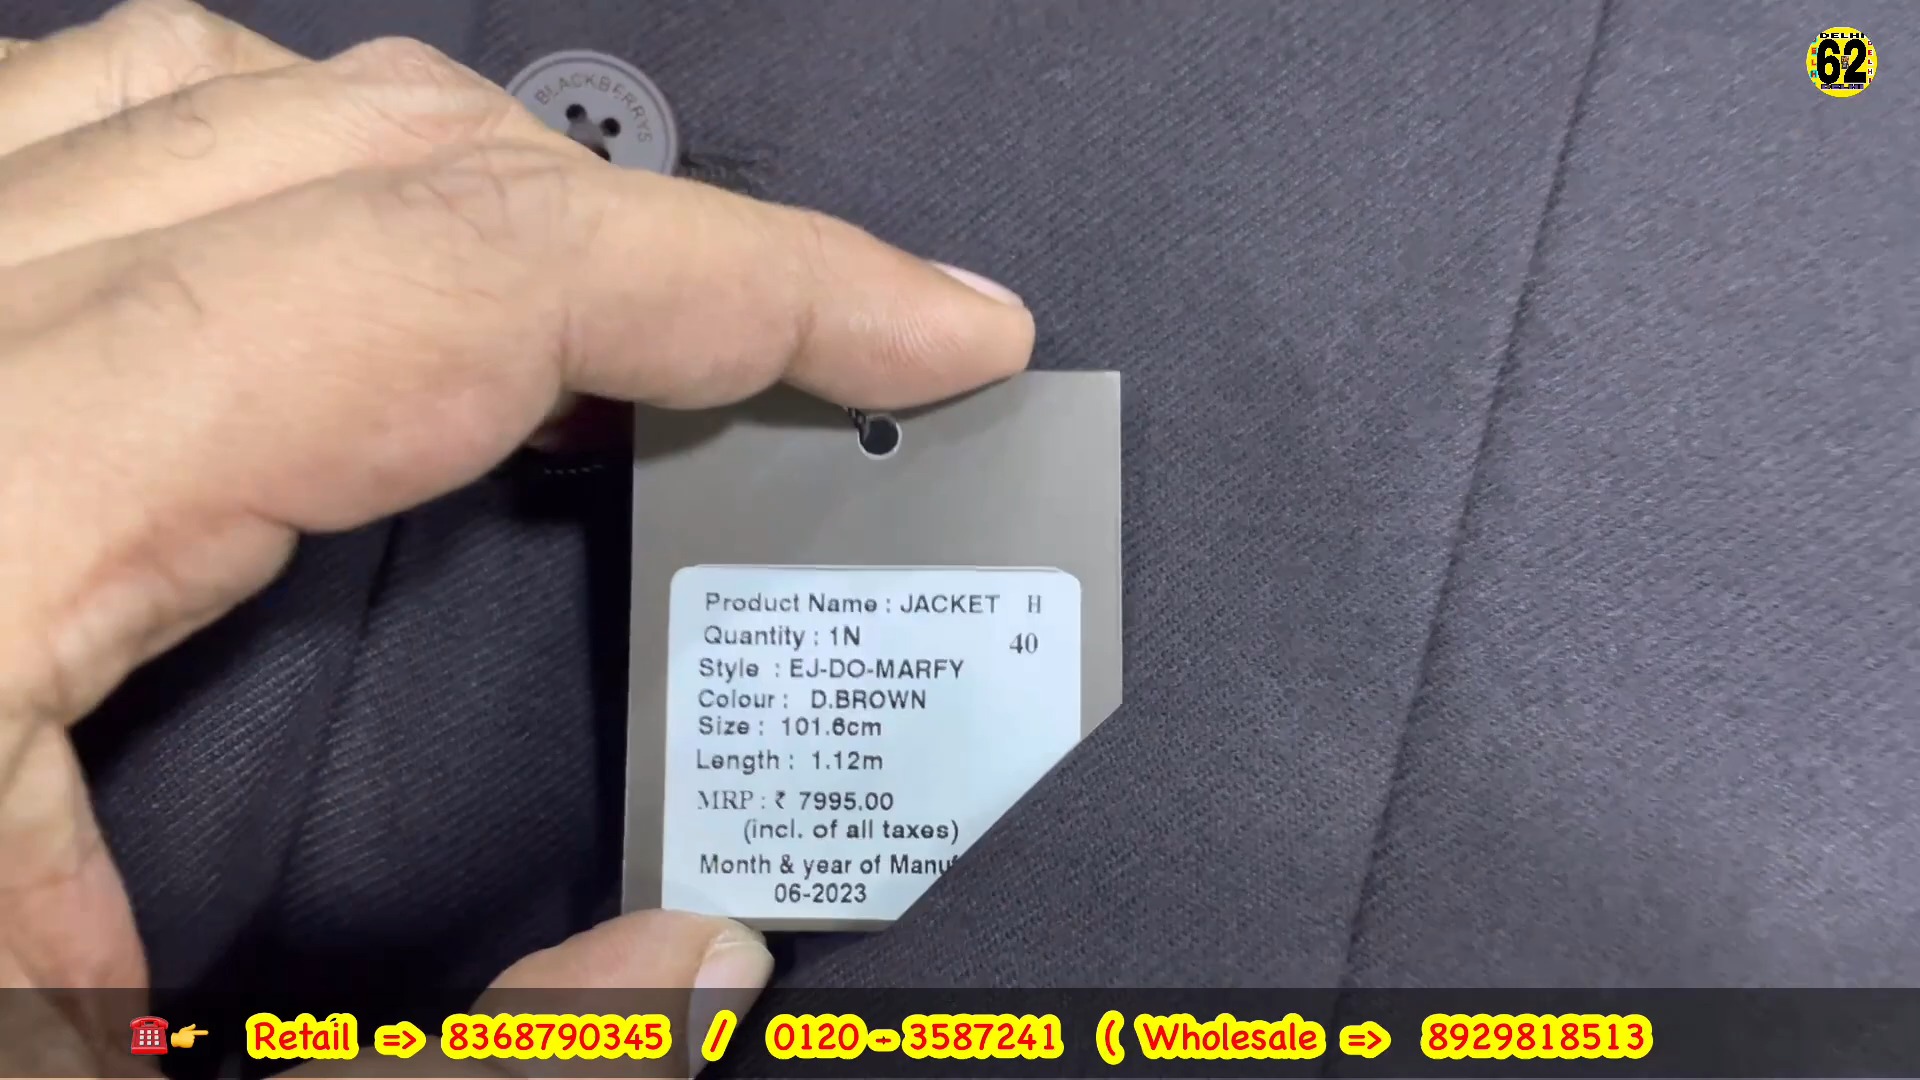 DELHI
62
BLACKBERRYS
Product Name : JACKET H
Quantity : 1N 40
Style : EJ-DO-MARFY
Colour : D.BROWN
Size : 101.6cm
Length : 1.12m
MRP : ₹ 7995.00
(incl. of all taxes)
Month & year of Manuf
06-2023
☎️👉 Retail => 8368790345 / 0120-3587241 ( Wholesale => 8929818513